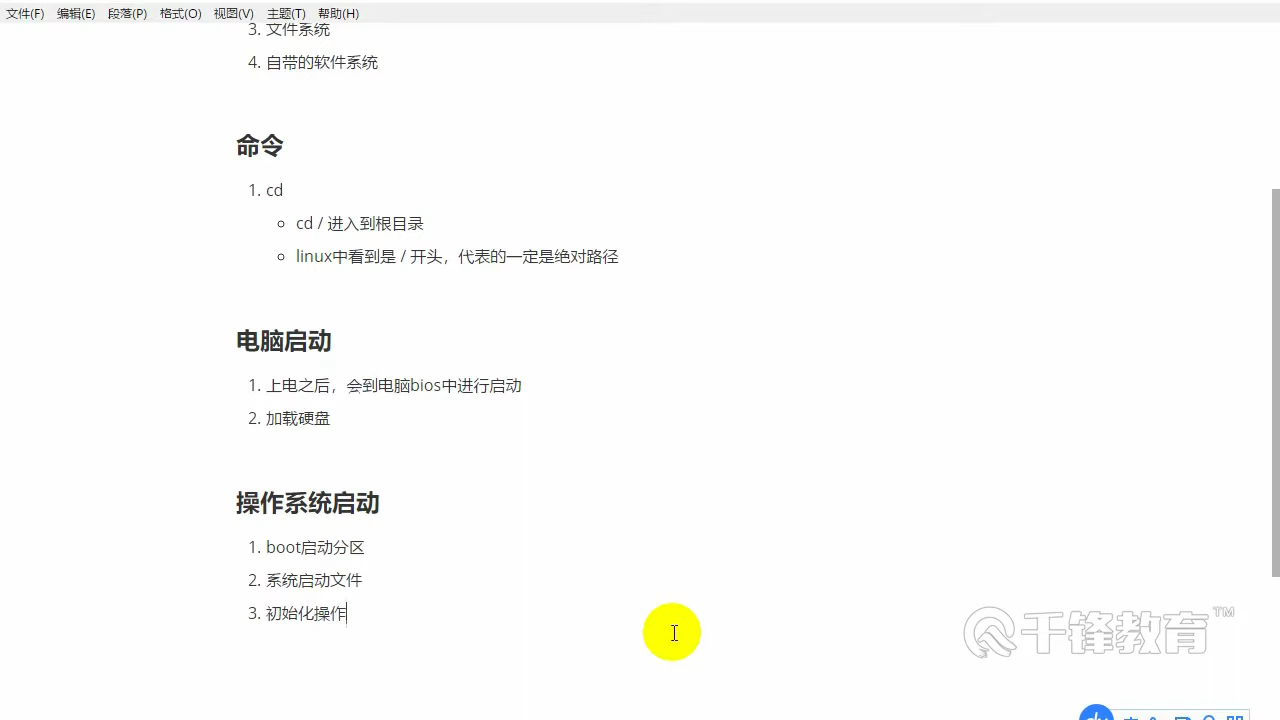 文件(F) 编辑(E) 段落(P) 格式(O) 视图(V) 主题(T) 帮助(H)
3. 文件系统
4. 自带的软件系统
命令
1. cd
cd / 进入到根目录
linux中看到是 / 开头，代表的一定是绝对路径
电脑启动
1. 上电之后，会到电脑bios中进行启动
2. 加载硬盘
操作系统启动
1. boot启动分区
2. 系统启动文件
3. 初始化操作
千锋教育™